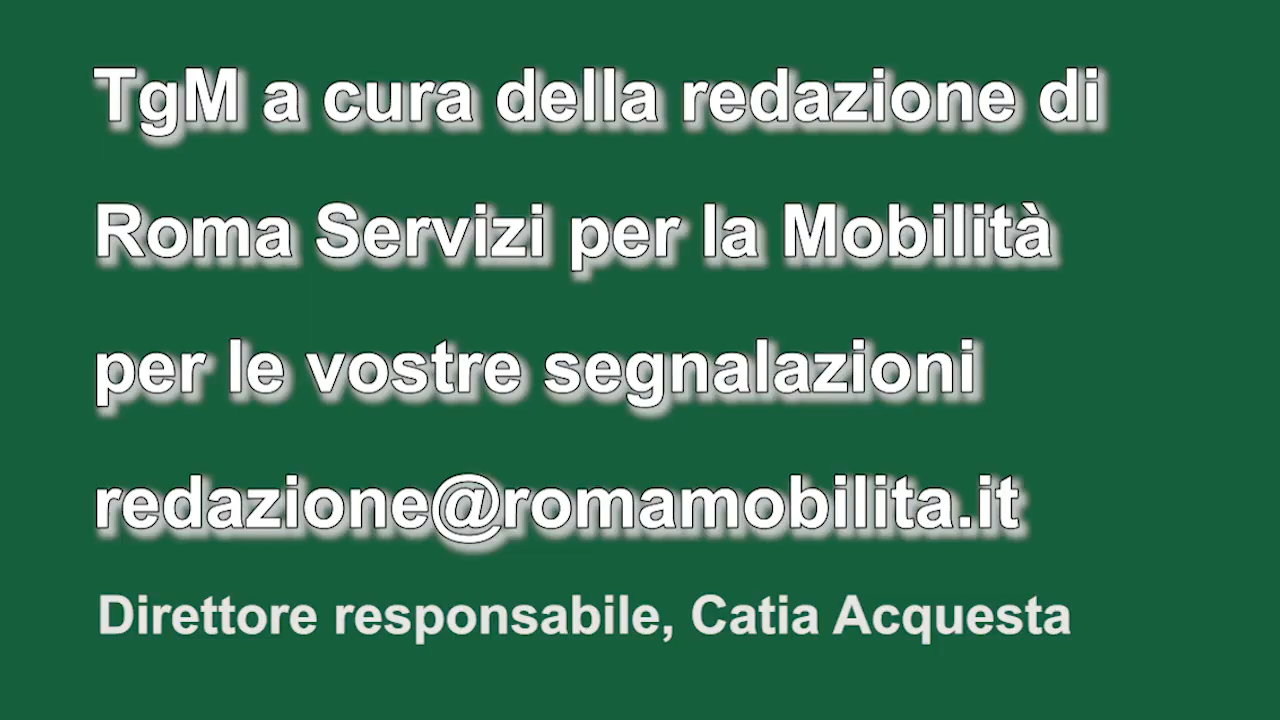 TgM a cura della redazione di
Roma Servizi per la Mobilità
per le vostre segnalazioni
redazione@romamobilita.it
Direttore responsabile, Catia Acquesta